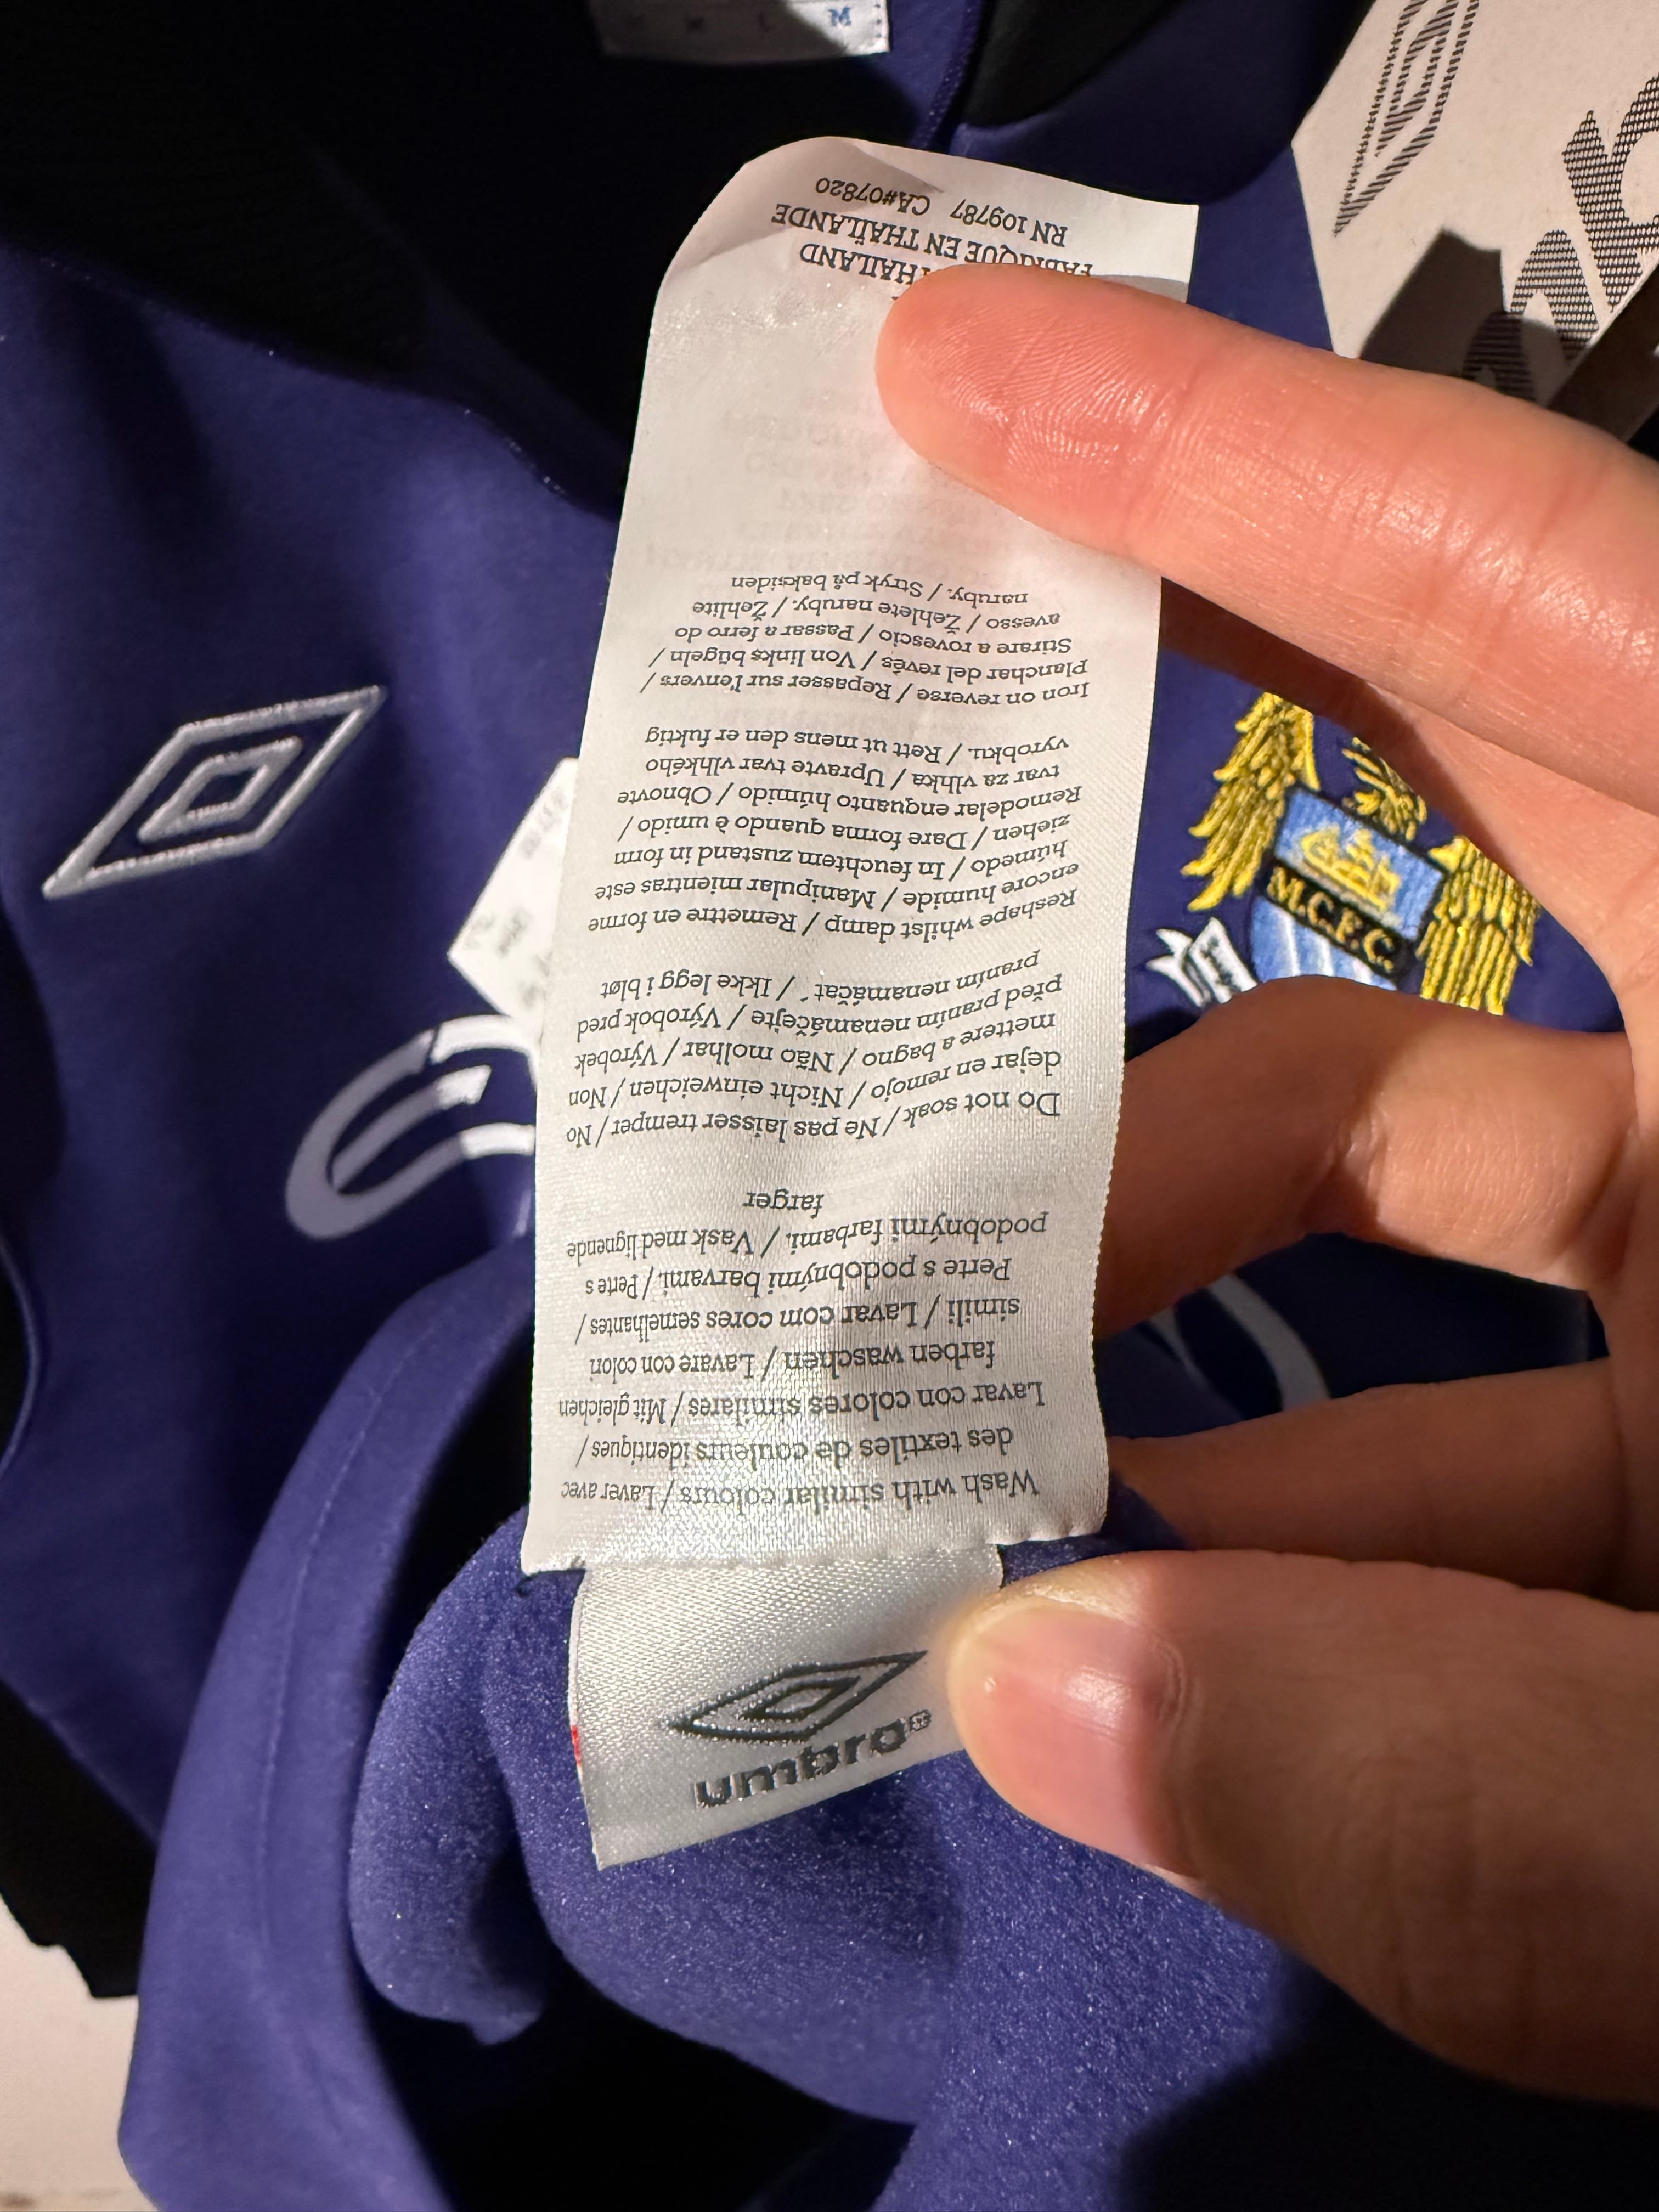 M
umbro®
Wash with similar colours / Laver avec
des textiles de couleurs identiques /
Lavar con colores similares / Mit gleichen
farben waschen / Lavare con colori
simili / Lavar com cores semelhantes /
Perte s podobnými barvami. / Perte s
podobnými farbami. / Vask med lignende
farger
Do not soak / Ne pas laisser tremper / No
dejar en remojo / Nicht einweichen / Non
mettere a bagno / Não molhar / Výrobek
před praním nenamáčejte / Výrobok pred
praním nenamáčať / Ikke legg i bløt
Reshape whilst damp / Remettre en forme
encore humide / Manipular mientras este
húmedo / In feuchtem zustand in form
ziehen / Dare forma quando è umido /
Remodelar enquanto húmido / Obnovte
tvar za vlhka / Upravte tvar vlhkého
vyrobku. / Rett ut mens den er fuktig
Iron on reverse / Repasser sur l'envers /
Planchar del revés / Von links bügeln /
Stirare a rovescio / Passar a ferro do
avesso / Žehlete naruby. / Žehlite
naruby. / Stryk på baksiden
THAILAND
FABRIQUE EN THAÏLANDE
RN 109787 CA#07820
M.C.F.C.